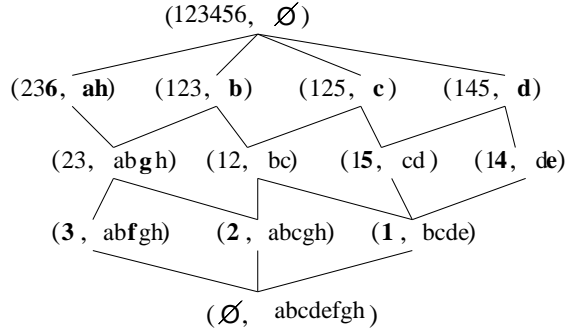 (123456, Ø)
(236, ah) (123, b) (125, c) (145, d)
(23, abgh) (12, bc) (15, cd) (14, de)
(3, abfgh) (2, abcgh) (1, bcde)
(Ø, abcdefgh)